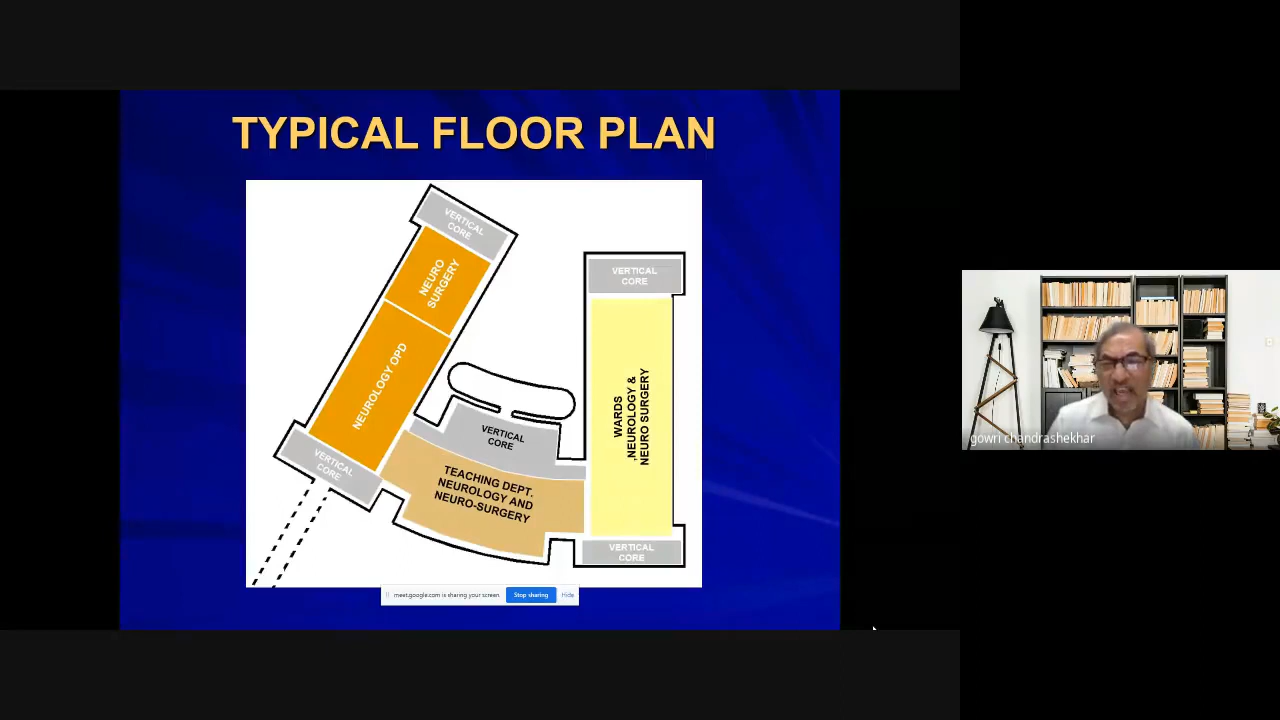 TYPICAL FLOOR PLAN
VERTICAL
CORE
NEURO
SURGERY
NEUROLOGY OPD
VERTICAL
CORE
VERTICAL
CORE
TEACHING DEPT.
NEUROLOGY AND
NEURO-SURGERY
VERTICAL
CORE
WARDS
,NEUROLOGY &
NEURO SURGERY
VERTICAL
CORE
meet.google.com is sharing your screen.
Stop sharing
Hide
gowri chandrashekhar